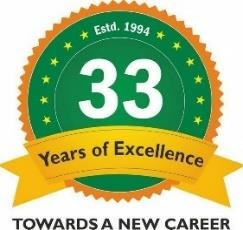 Estd. 1994
33
Years of Excellence
TOWARDS A NEW CAREER